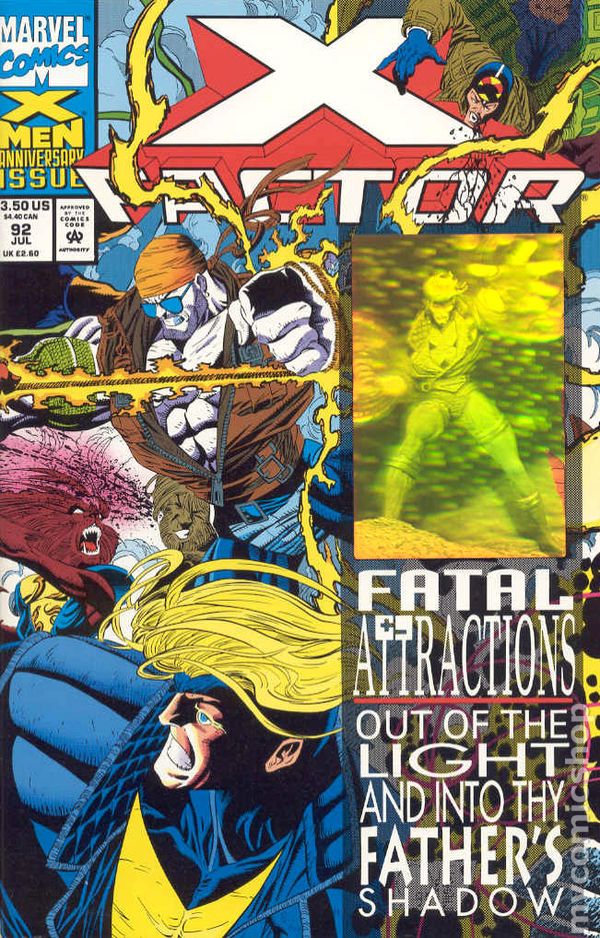 MARVEL
COMICS
M
X
MEN
ANNIVERSARY
ISSUE
X
FACTOR®
3.50 US
$4.40 CAN
92
JUL
UK £2.60
APPROVED
BY THE
COMICS
CODE
CA
AUTHORITY
FATAL
ATTRACTIONS
+-
OUT OF THE
LIGHT
AND INTO THY
FATHER'S
SHADOW
mycomicshop